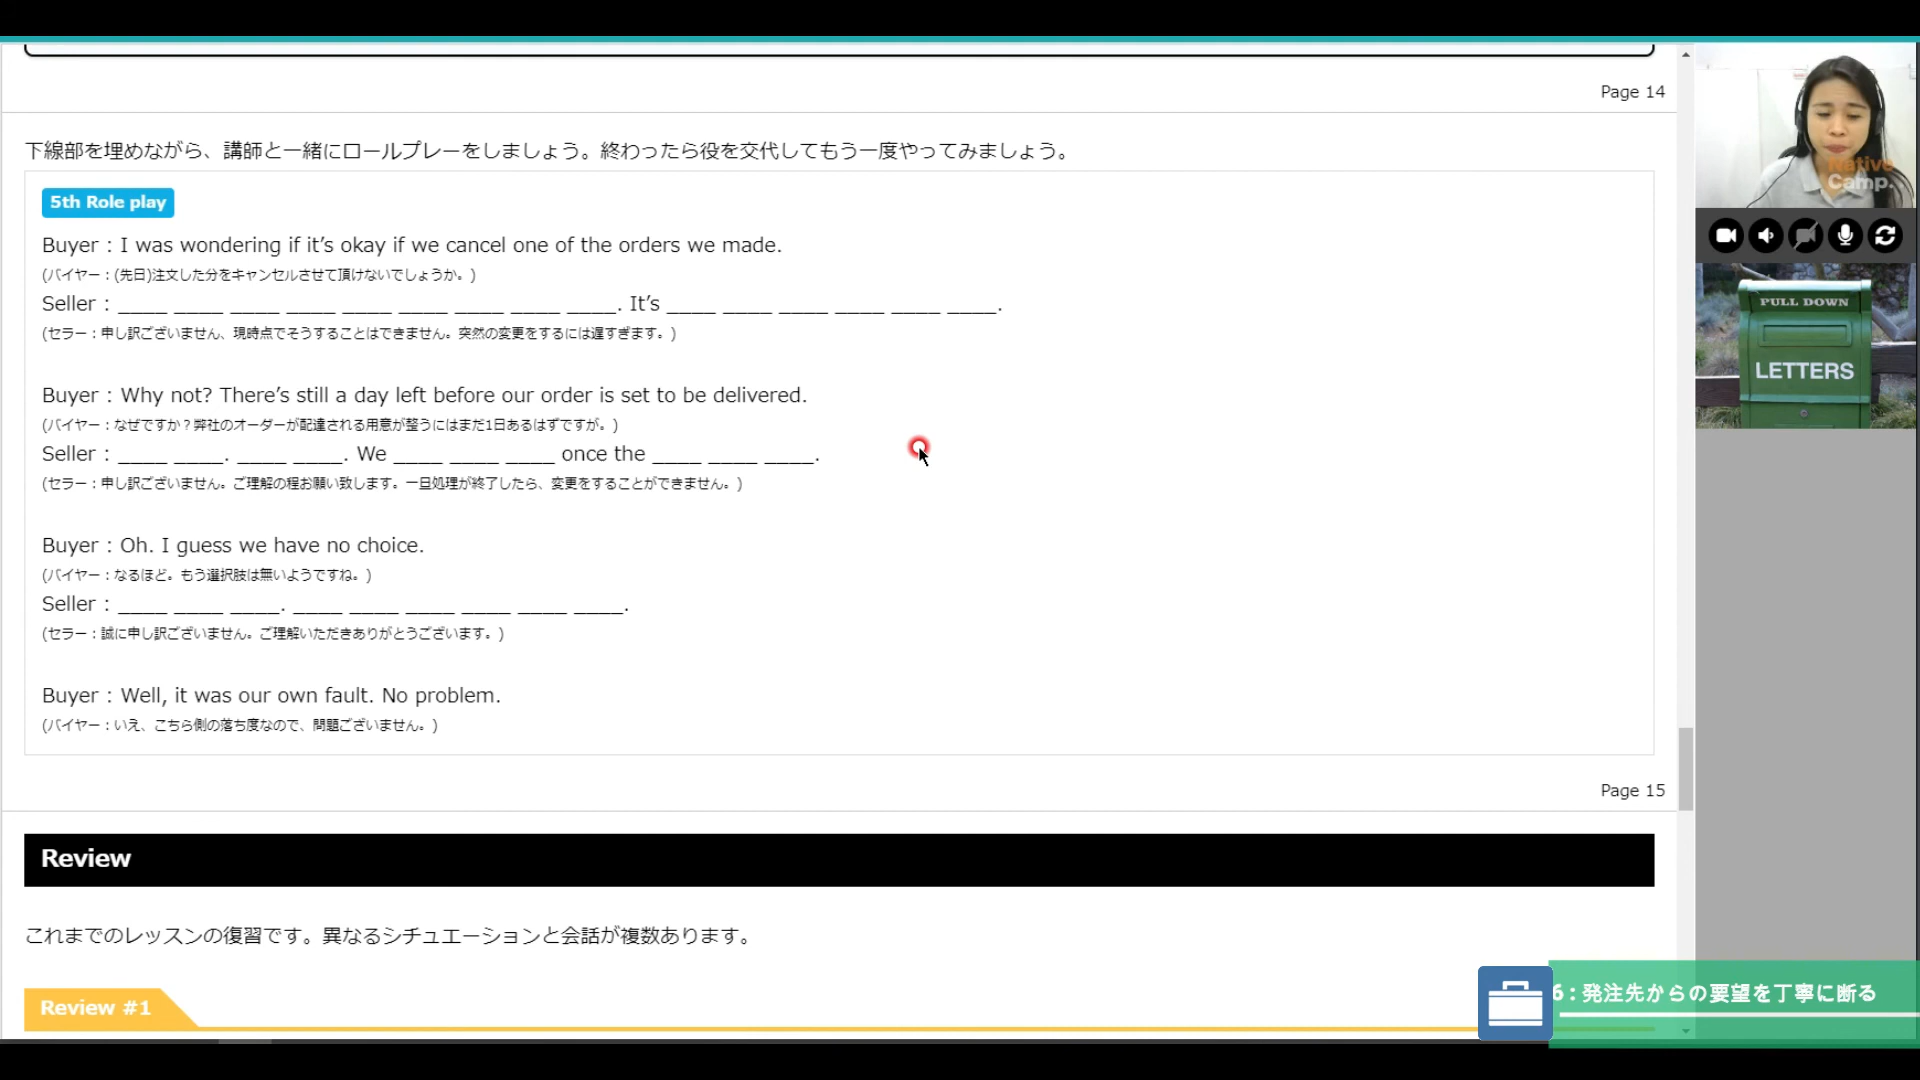 Page 14
下線部を埋めながら、講師と一緒にロールプレーをしましょう。終わったら役を交代してもう一度やってみましょう。
5th Role play
Buyer : I was wondering if it’s okay if we cancel one of the orders we made.
(バイヤー : (先日)注文した分をキャンセルさせて頂けないでしょうか。)
Seller : ____ ____ ____ ____ ____ ____ ____ ____ ____. It’s ____ ____ ____ ____ ____ ____.
(セラー : 申し訳ございません、現時点でそうすることはできません。突然の変更をするには遅すぎます。)
Buyer : Why not? There’s still a day left before our order is set to be delivered.
(バイヤー : なぜですか？弊社のオーダーが配達される用意が整うにはまだ1日あるはずですが。)
Seller : ____ ____. ____ ____. We ____ ____ ____ once the ____ ____ ____.
(セラー : 申し訳ございません。ご理解の程お願い致します。一旦処理が終了したら、変更をすることができません。)
Buyer : Oh. I guess we have no choice.
(バイヤー : なるほど。もう選択肢は無いようですね。)
Seller : ____ ____ ____. ____ ____ ____ ____ ____ ____.
(セラー : 誠に申し訳ございません。ご理解いただきありがとうございます。)
Buyer : Well, it was our own fault. No problem.
(バイヤー : いえ、こちら側の落ち度なので、問題ございません。)
Page 15
Review
これまでのレッスンの復習です。異なるシチュエーションと会話が複数あります。
Review #1
Native
Camp.
PULL DOWN
LETTERS
6 : 発注先からの要望を丁寧に断る